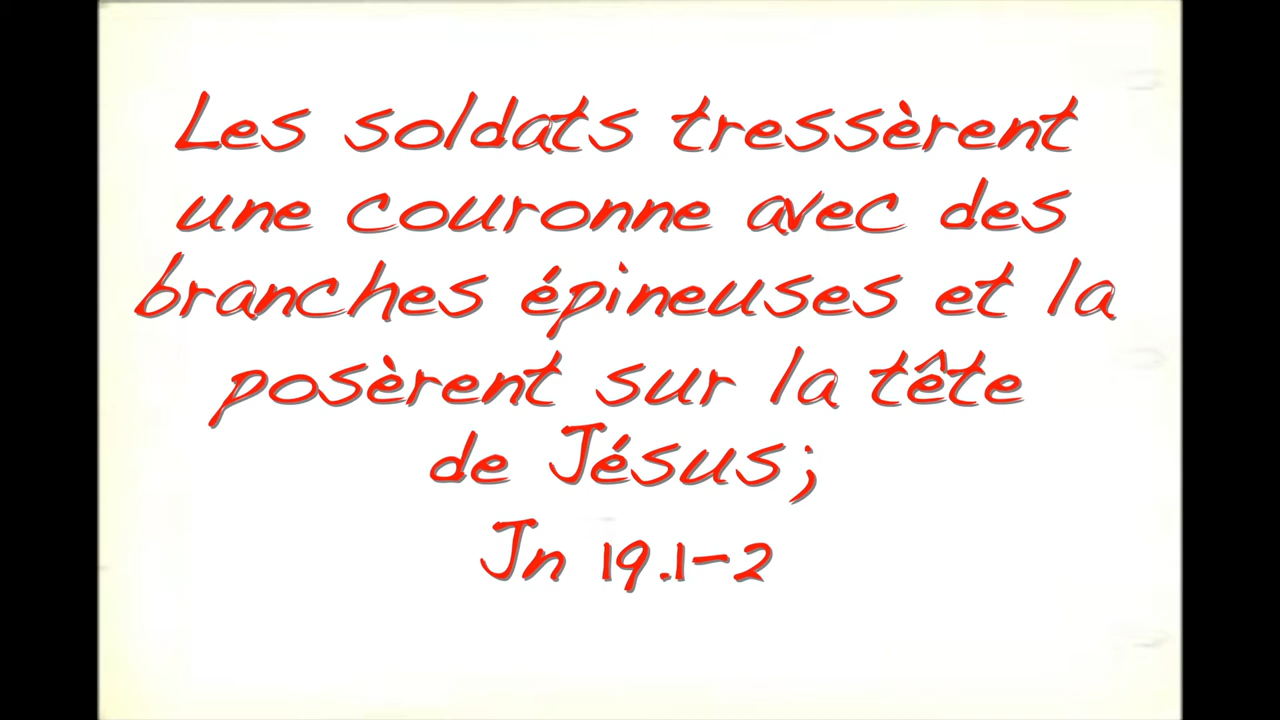 Les soldats tressèrent
une couronne avec des
branches épineuses et la
posèrent sur la tête
de Jésus;
Jn 19.1-2